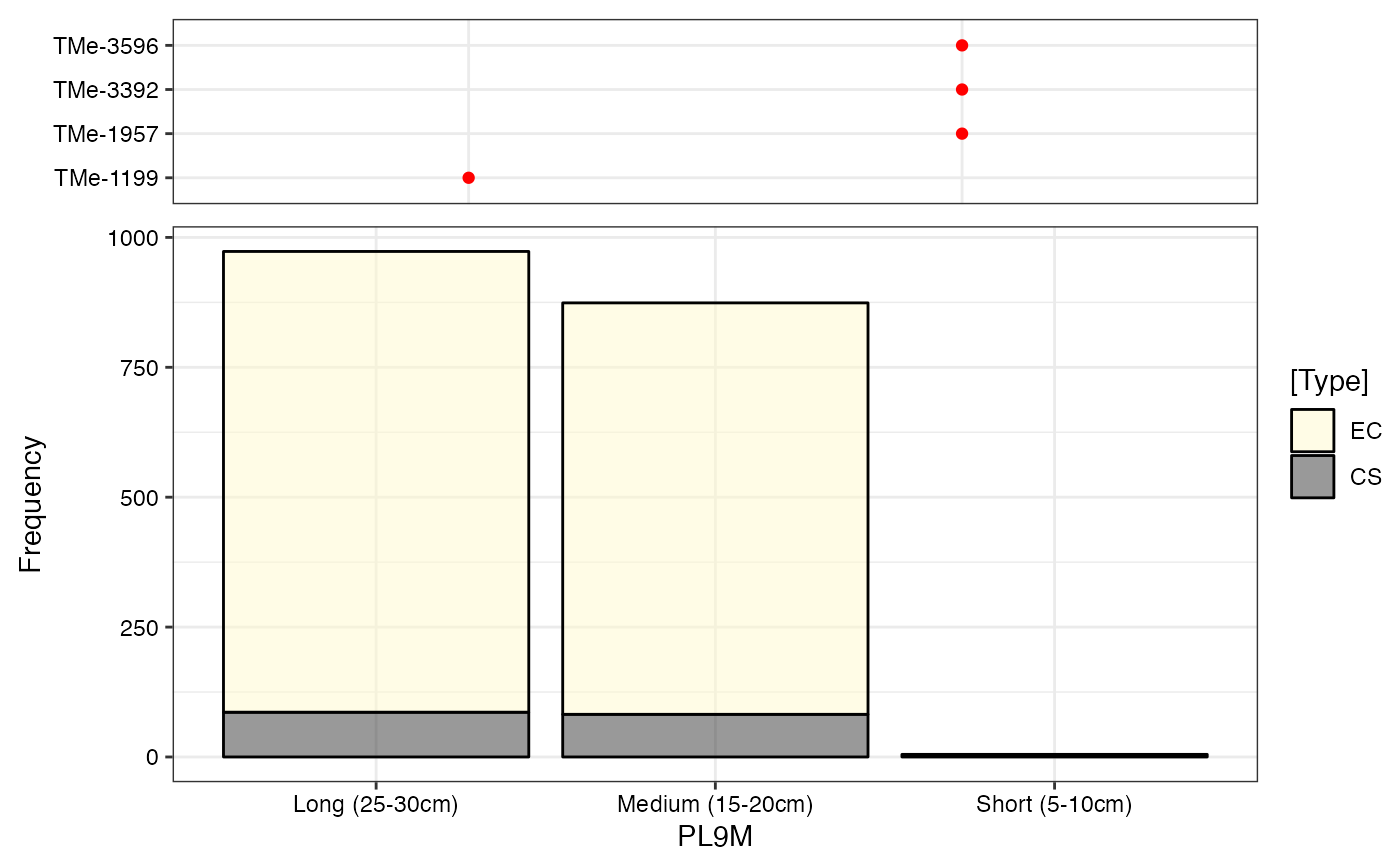 TMe-3596
TMe-3392
TMe-1957
TMe-1199
1000
750
500
250
0
Frequency
Long (25-30cm) Medium (15-20cm) Short (5-10cm)
PL9M
[Type]
EC
CS